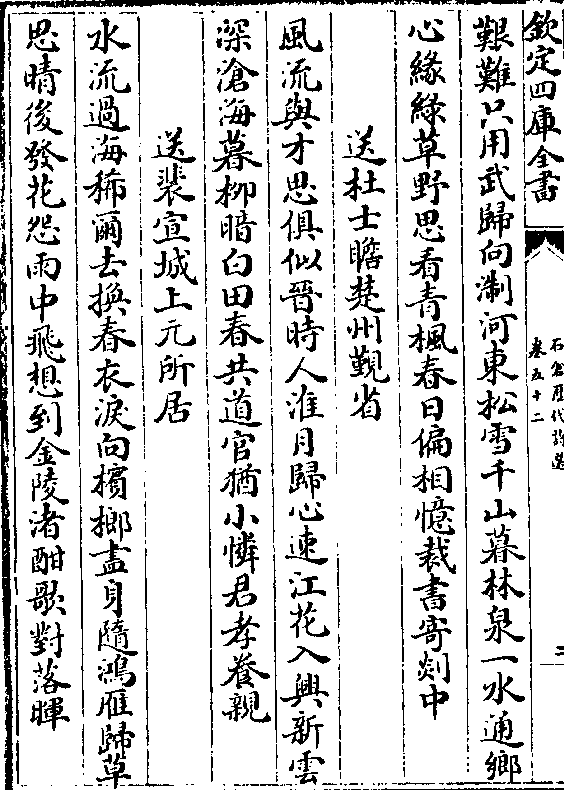 欽定四庫全書
石倉歷代詩選
卷五十二
二
艱難只用武歸向淛河東松雪千山暮林泉一水通鄉
心緣綠草野思看青楓春日偏相憶裁書寄剡中
送杜士瞻楚州覲省
風流與才思俱似晉時人淮月歸心速江花入興新雲
深滄海暮柳暗白田春共道官猶小憐君孝養親
送裴宣城上元所居
水流過海稀爾去換春衣淚向檳榔盡身隨鴻雁歸草
思晴後發花怨雨中飛想到金陵渚酣歌對落暉